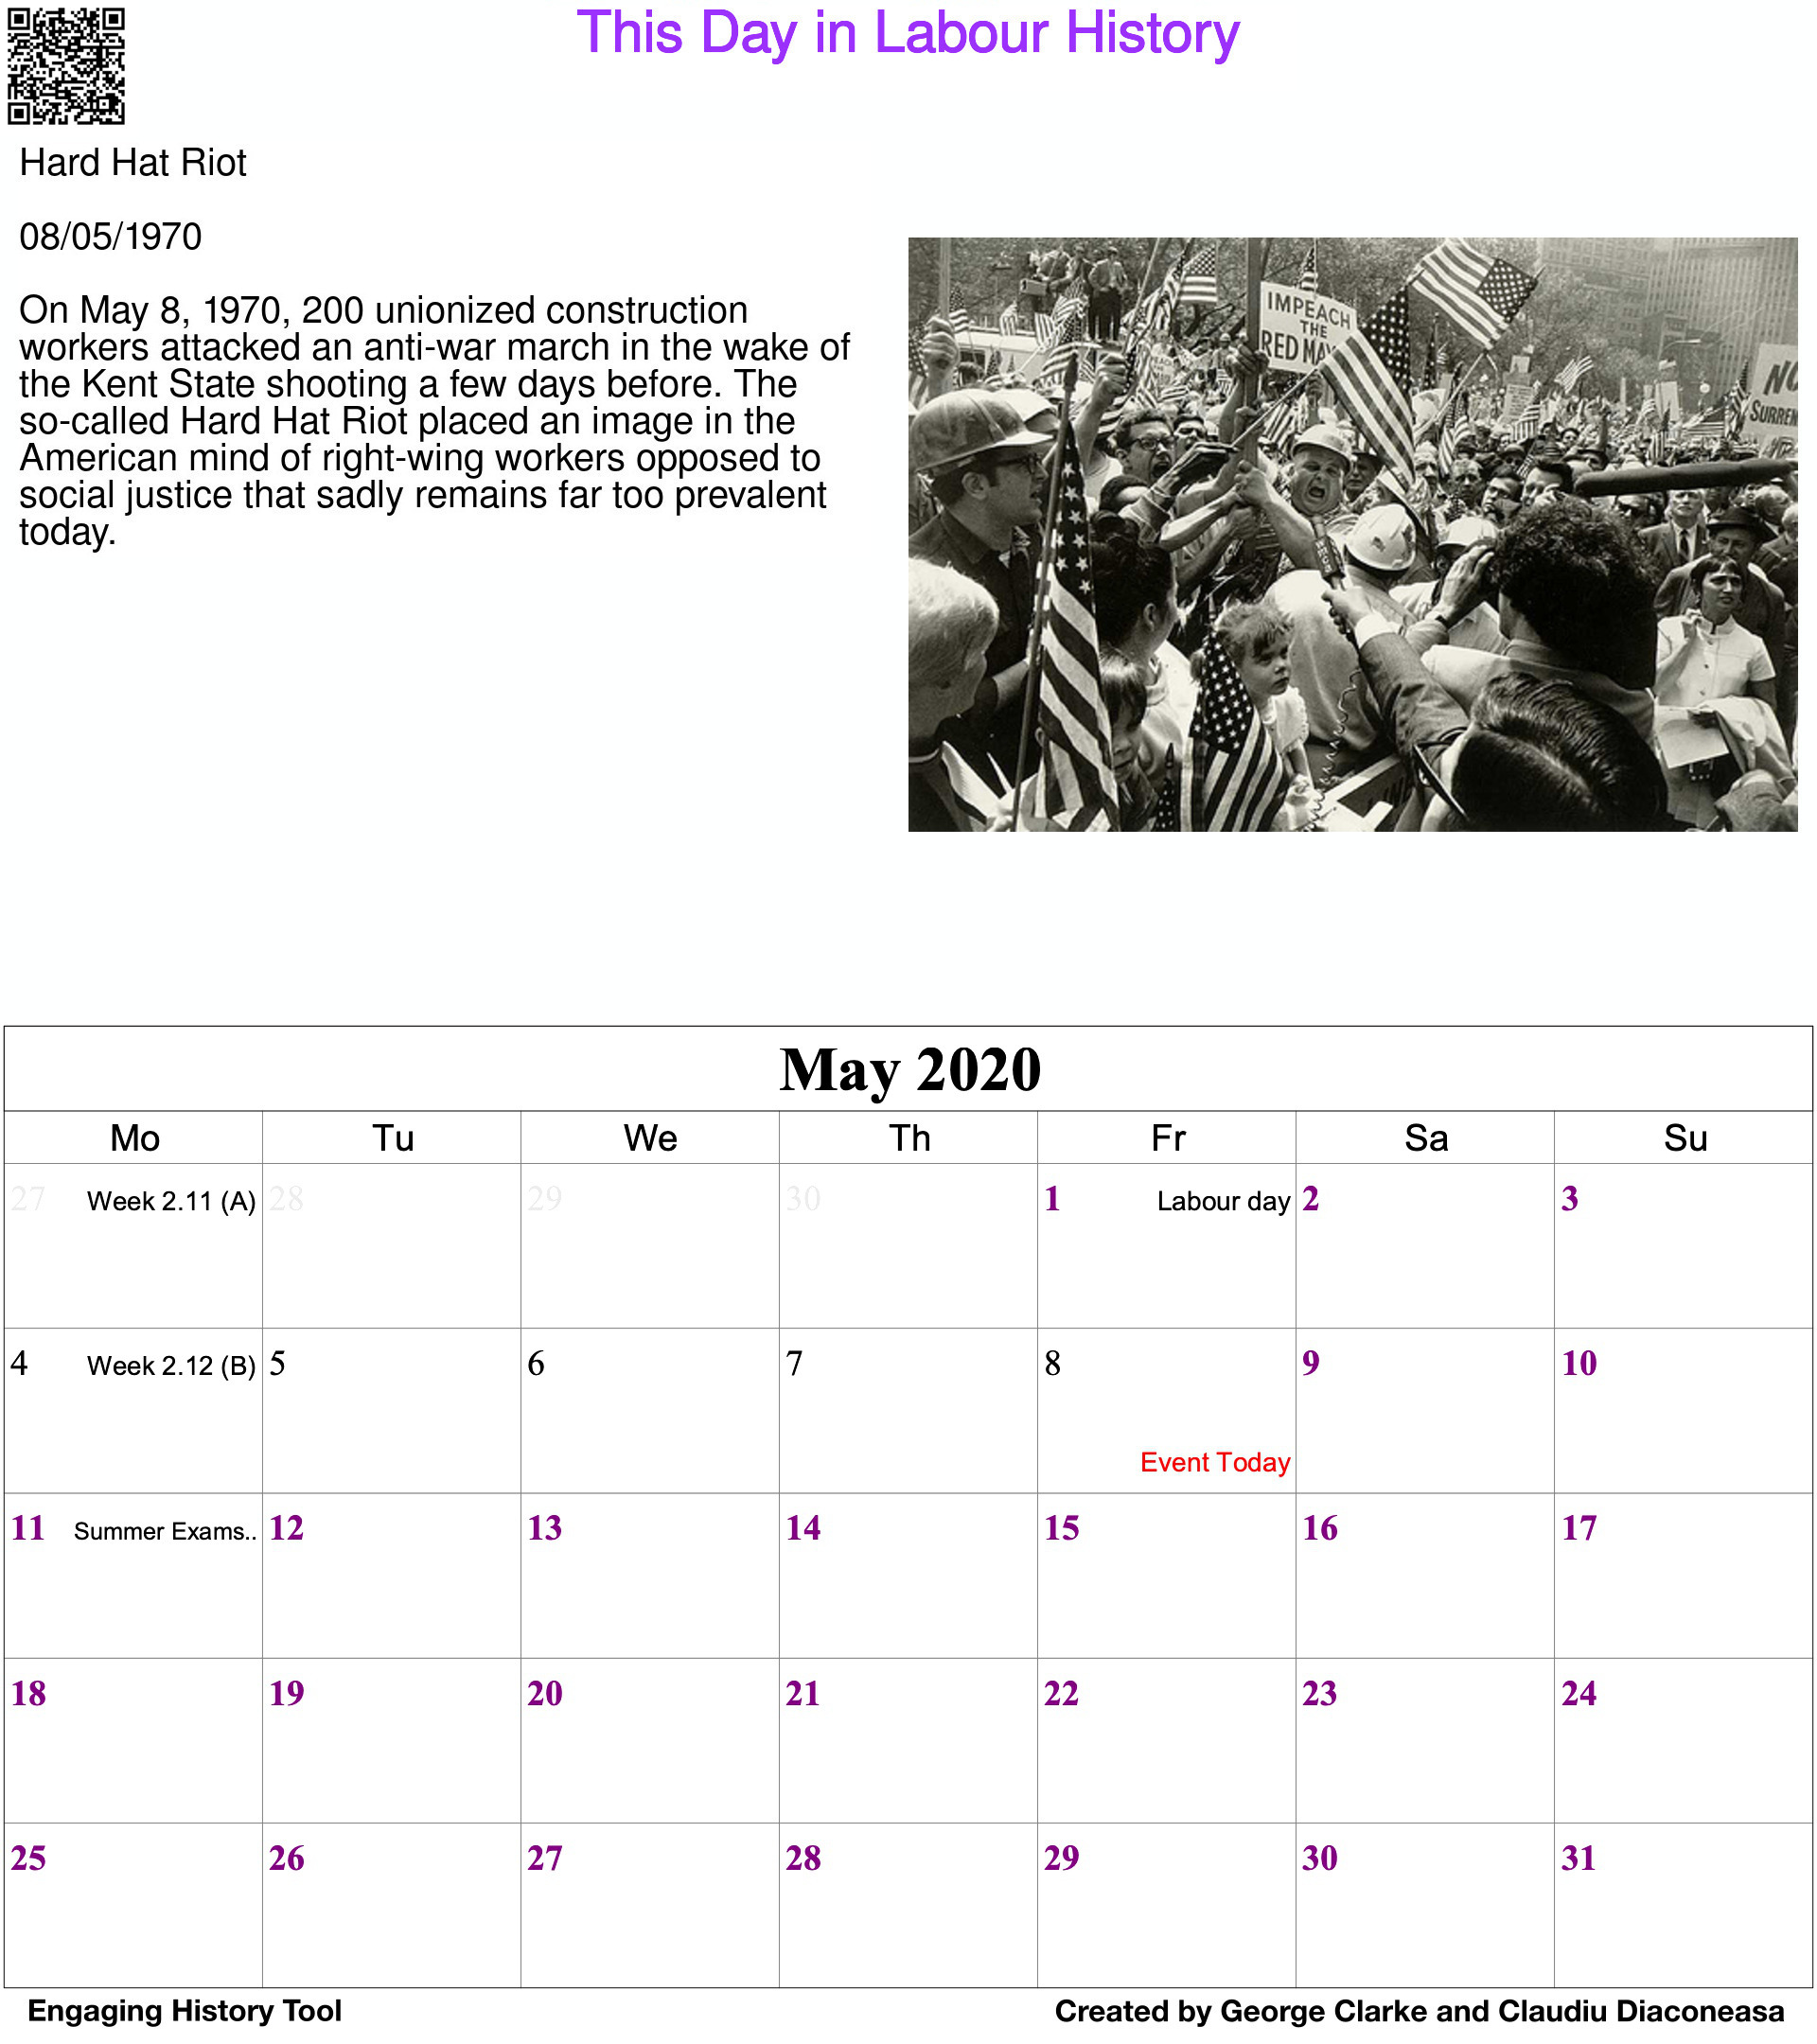 This Day in Labour History
Hard Hat Riot
08/05/1970
On May 8, 1970, 200 unionized construction
workers attacked an anti-war march in the wake of
the Kent State shooting a few days before. The
so-called Hard Hat Riot placed an image in the
American mind of right-wing workers opposed to
social justice that sadly remains far too prevalent
today.
IMPEACH
THE
RED MA
NO
SURREN
WMCA
May 2020
Mo Tu We Th Fr Sa Su
27 Week 2.11 (A) 28 29 30 1 Labour day 2 3
4 Week 2.12 (B) 5 6 7 8 9 10
Event Today
11 Summer Exams.. 12 13 14 15 16 17
18 19 20 21 22 23 24
25 26 27 28 29 30 31
Engaging History Tool Created by George Clarke and Claudiu Diaconeasa